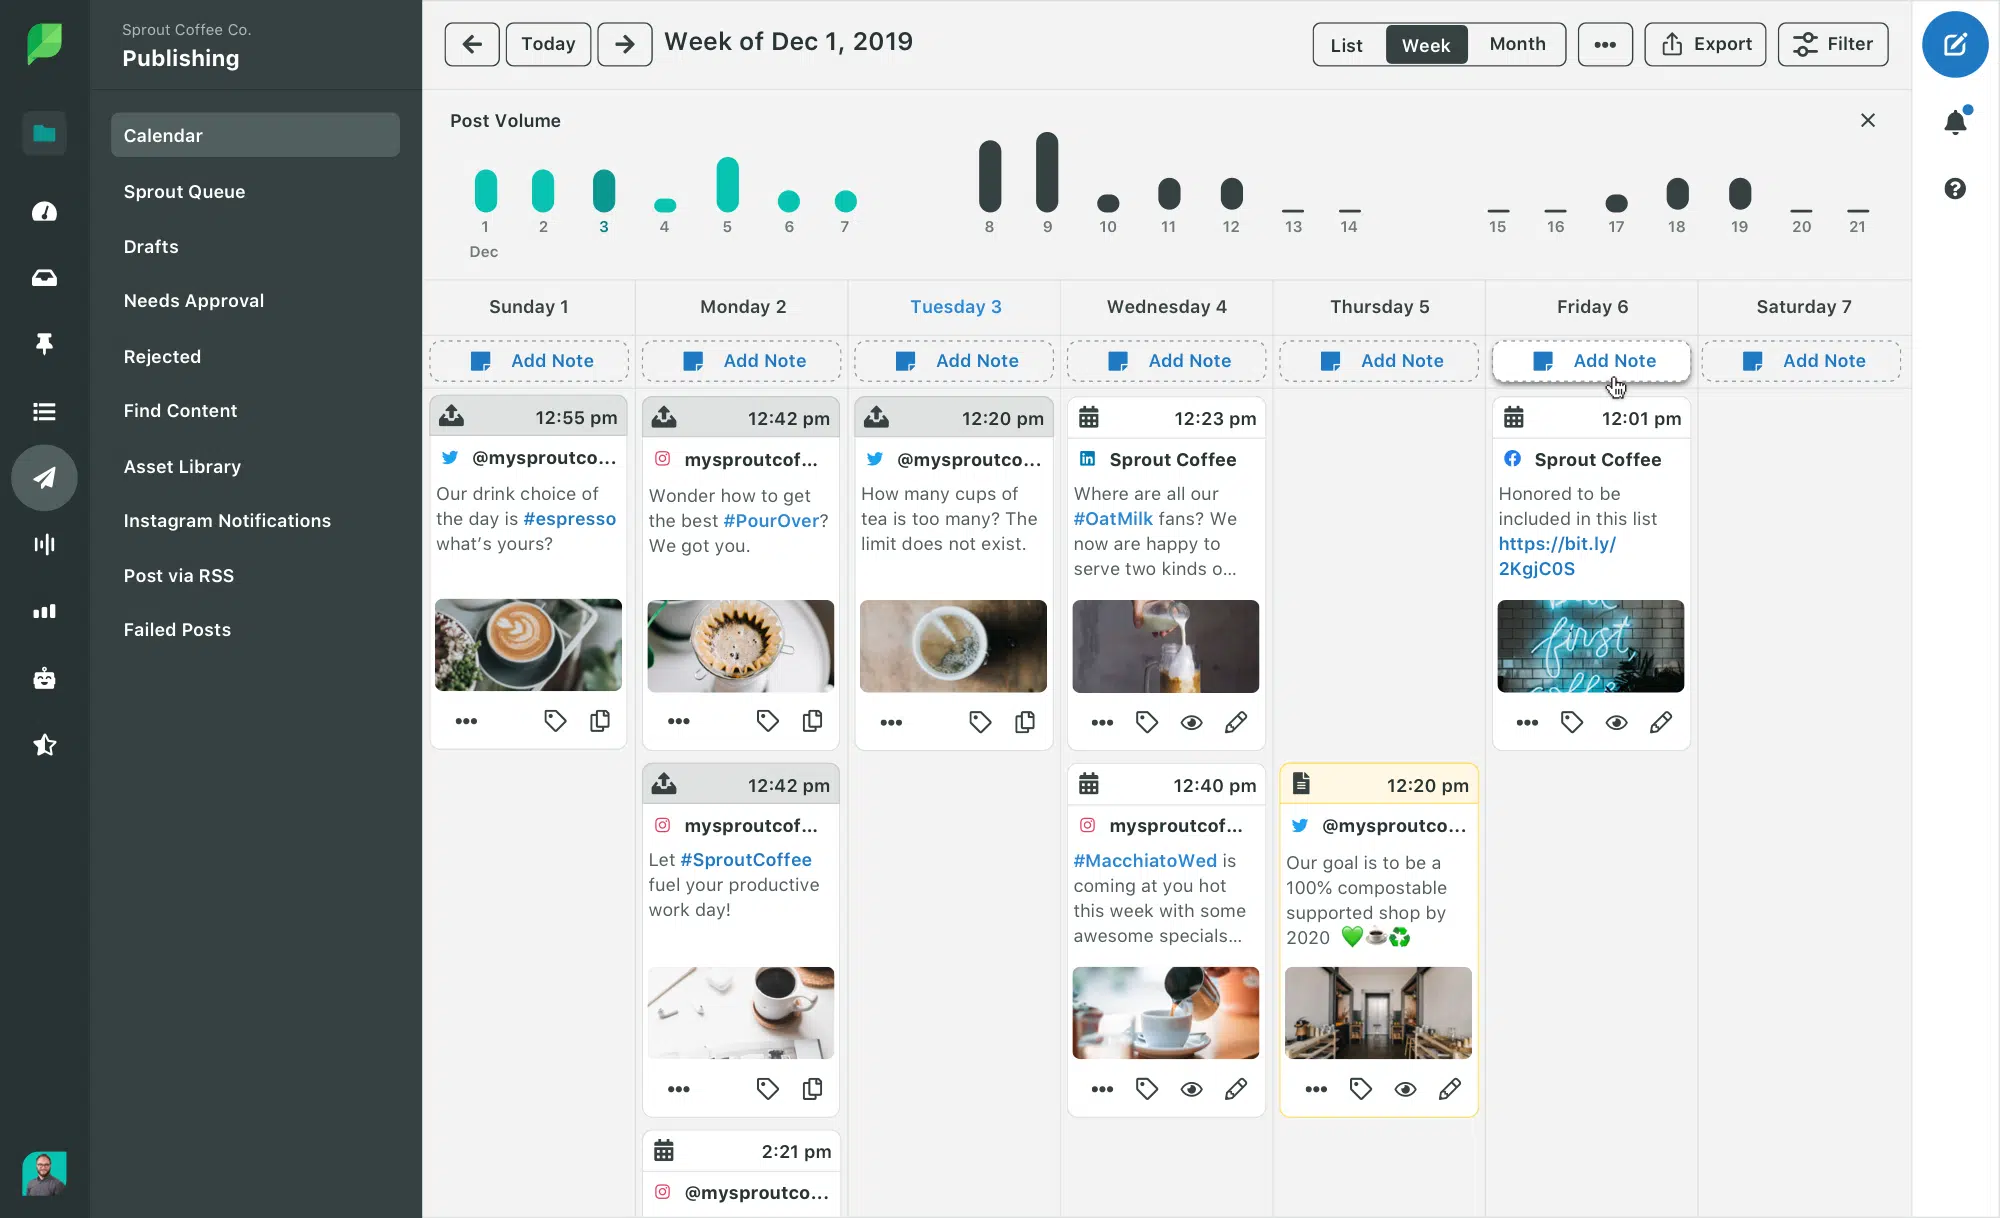 Sprout Coffee Co.
Publishing
Calendar
Sprout Queue
Drafts
Needs Approval
Rejected
Find Content
Asset Library
Instagram Notifications
Post via RSS
Failed Posts
Today
Week of Dec 1, 2019
List Week Month
Export
Filter
Post Volume
1 2 3 4 5 6 7 8 9 10 11 12 13 14 15 16 17 18 19 20 21
Dec
Sunday 1 Monday 2 Tuesday 3 Wednesday 4 Thursday 5 Friday 6 Saturday 7
Add Note Add Note Add Note Add Note Add Note Add Note Add Note
12:55 pm
@mysproutco...
Our drink choice of
the day is #espresso
what’s yours?
12:42 pm
mysproutcof...
Wonder how to get
the best #PourOver?
We got you.
12:42 pm
mysproutcof...
Let #SproutCoffee
fuel your productive
work day!
2:21 pm
@mysproutco...
12:20 pm
@mysproutco...
How many cups of
tea is too many? The
limit does not exist.
12:23 pm
Sprout Coffee
Where are all our
#OatMilk fans? We
now are happy to
serve two kinds o...
12:40 pm
mysproutcof...
#MacchiatoWed is
coming at you hot
this week with some
awesome specials...
12:20 pm
@mysproutco...
Our goal is to be a
100% compostable
supported shop by
2020 💚☕♻
12:01 pm
Sprout Coffee
Honored to be
included in this list
https://bit.ly/
2KgjC0S
first,